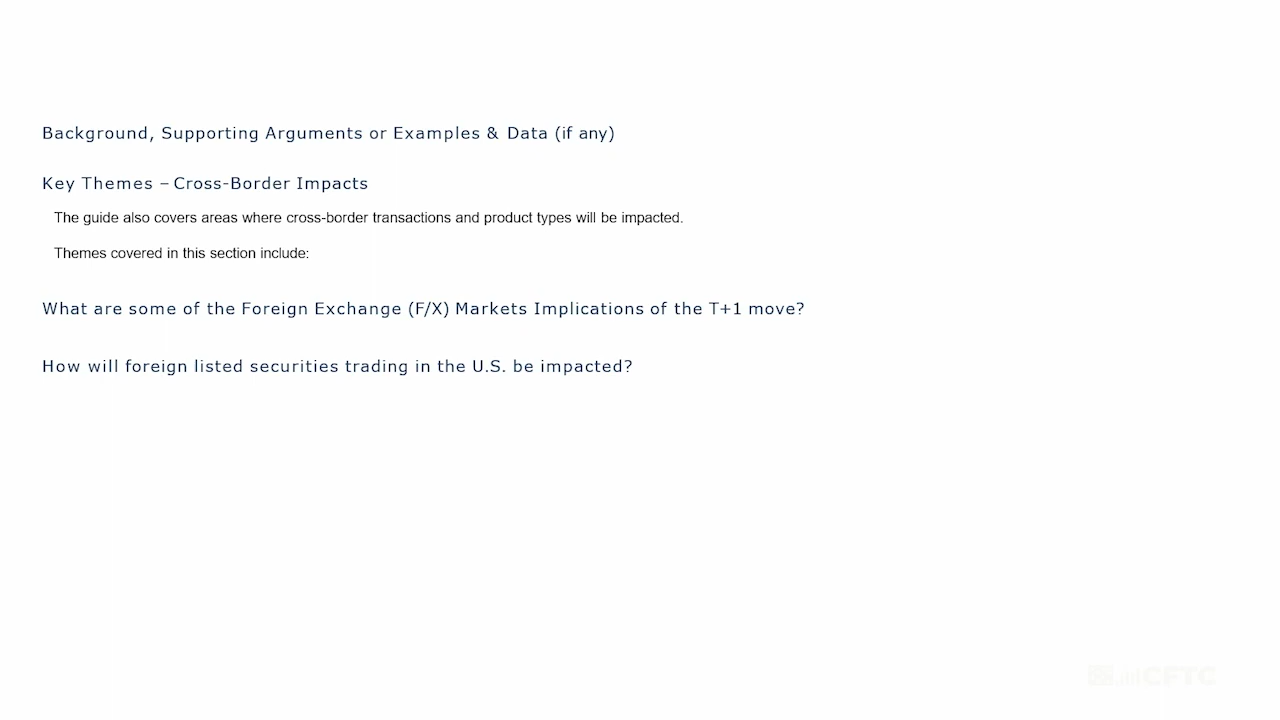 Background, Supporting Arguments or Examples & Data (if any)
Key Themes – Cross-Border Impacts
The guide also covers areas where cross-border transactions and product types will be impacted.
Themes covered in this section include:
What are some of the Foreign Exchange (F/X) Markets Implications of the T+1 move?
How will foreign listed securities trading in the U.S. be impacted?
CFTC